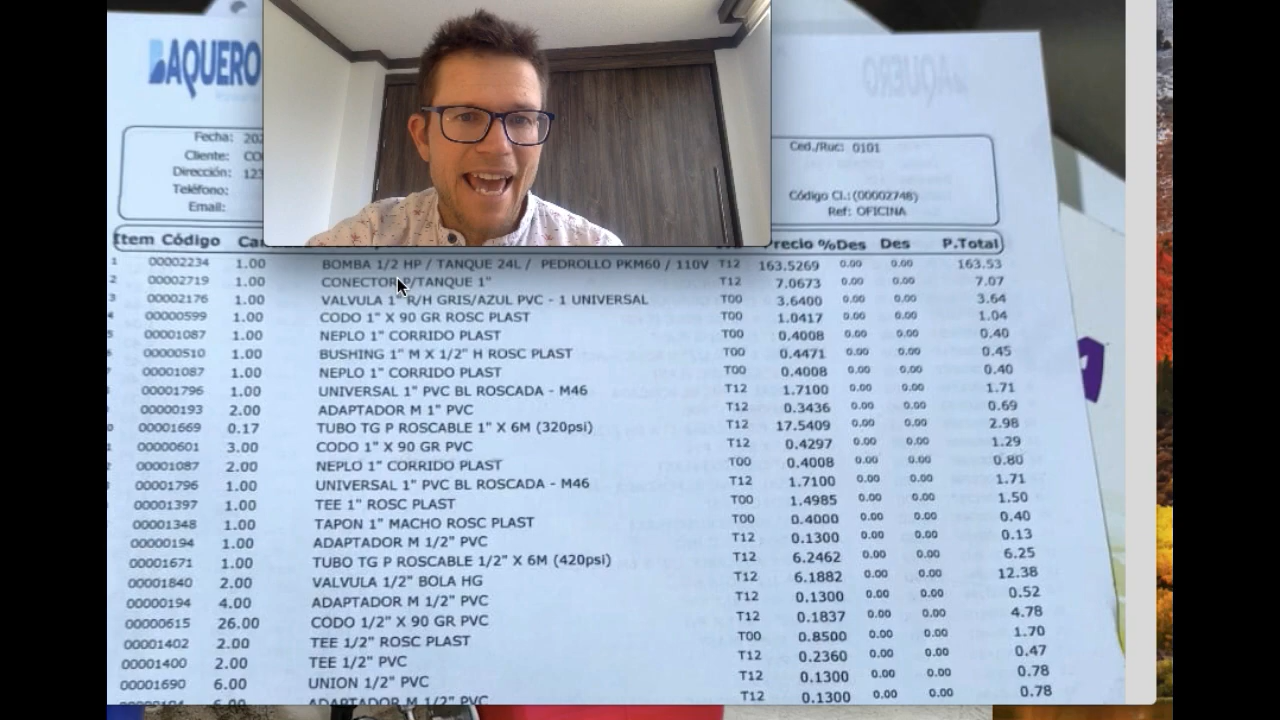 BAQUERO
Fecha: 202
Cliente: CO
Dirección: 123
Teléfono:
Email:
Ced./Ruc: 0101
Código Cl.:(00002748)
Ref: OFICINA
Item Código Ca Precio %Des Des P.Total
1 00002234 1.00 BOMBA 1/2 HP / TANQUE 24L / PEDROLLO PKM60 / 110V T12 163.5269 0.00 0.00 163.53
2 00002719 1.00 CONECTOR P/TANQUE 1" T12 7.0673 0.00 0.00 7.07
3 00002176 1.00 VALVULA 1" R/H GRIS/AZUL PVC - 1 UNIVERSAL T00 3.6400 0.00 0.00 3.64
00000599 1.00 CODO 1" X 90 GR ROSC PLAST T00 1.0417 0.00 0.00 1.04
00001087 1.00 NEPLO 1" CORRIDO PLAST T00 0.4008 0.00 0.00 0.40
00000510 1.00 BUSHING 1" M X 1/2" H ROSC PLAST T00 0.4471 0.00 0.00 0.45
00001087 1.00 NEPLO 1" CORRIDO PLAST T00 0.4008 0.00 0.00 0.40
00001796 1.00 UNIVERSAL 1" PVC BL ROSCADA - M46 T12 1.7100 0.00 0.00 1.71
00000193 2.00 ADAPTADOR M 1" PVC T12 0.3436 0.00 0.00 0.69
00001669 0.17 TUBO TG P ROSCABLE 1" X 6M (320psi) T12 17.5409 0.00 0.00 2.98
00000601 3.00 CODO 1" X 90 GR PVC T12 0.4297 0.00 0.00 1.29
00001087 2.00 NEPLO 1" CORRIDO PLAST T00 0.4008 0.00 0.00 0.80
00001796 1.00 UNIVERSAL 1" PVC BL ROSCADA - M46 T12 1.7100 0.00 0.00 1.71
00001397 1.00 TEE 1" ROSC PLAST T00 1.4985 0.00 0.00 1.50
00001348 1.00 TAPON 1" MACHO ROSC PLAST T00 0.4000 0.00 0.00 0.40
00000194 1.00 ADAPTADOR M 1/2" PVC T12 0.1300 0.00 0.00 0.13
00001671 1.00 TUBO TG P ROSCABLE 1/2" X 6M (420psi) T12 6.2462 0.00 0.00 6.25
00001840 2.00 VALVULA 1/2" BOLA HG T12 6.1882 0.00 0.00 12.38
00000194 4.00 ADAPTADOR M 1/2" PVC T12 0.1300 0.00 0.00 0.52
00000615 26.00 CODO 1/2" X 90 GR PVC T12 0.1837 0.00 0.00 4.78
00001402 2.00 TEE 1/2" ROSC PLAST T00 0.8500 0.00 0.00 1.70
00001400 2.00 TEE 1/2" PVC T12 0.2360 0.00 0.00 0.47
00001690 6.00 UNION 1/2" PVC T12 0.1300 0.00 0.00 0.78
6.00 ADAPTADOR M 1/2" PVC T12 0.1300 0.00 0.00 0.78